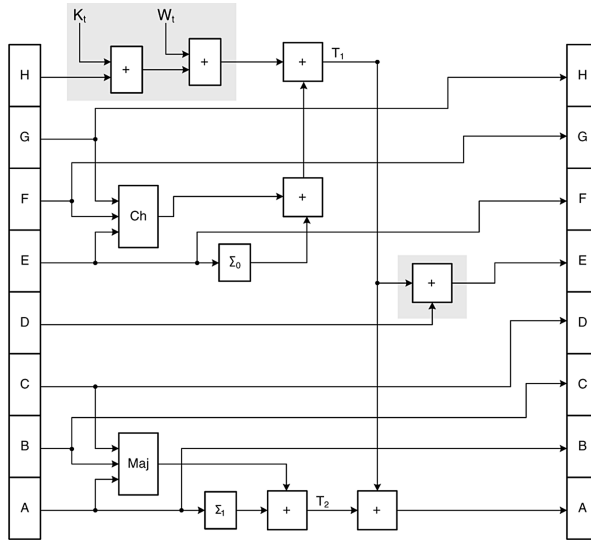 Kₜ Wₜ
H + + + T₁ H
G G
F Ch + F
E Σ₀ + E
D D
C C
B Maj B
A Σ₁ + T₂ + A